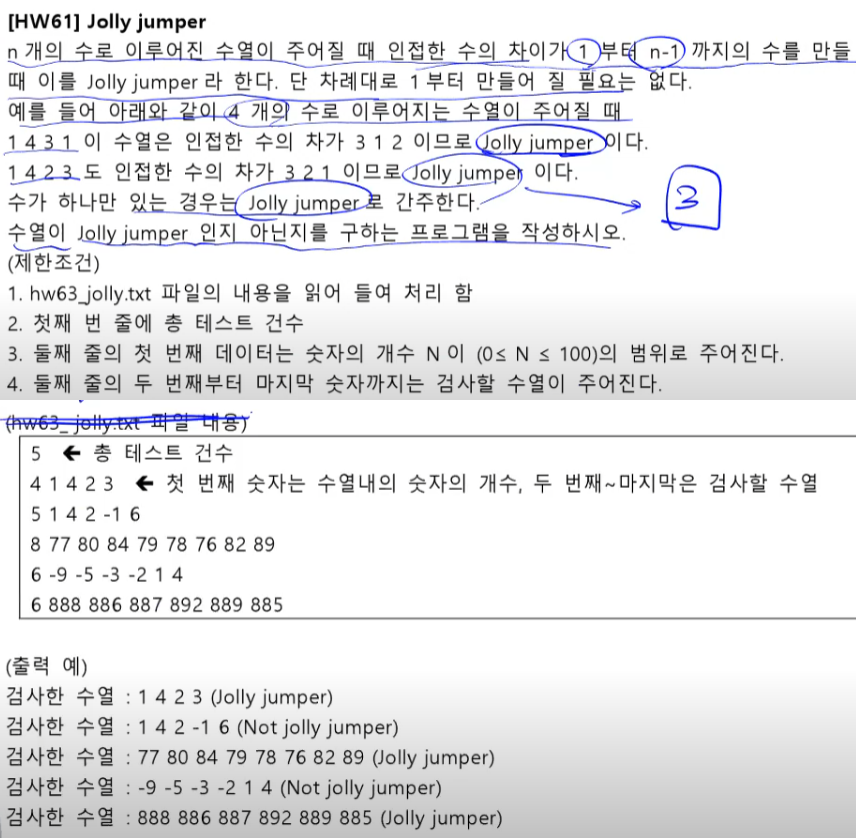 [HW61] Jolly jumper
n 개의 수로 이루어진 수열이 주어질 때 인접한 수의 차이가 1 부터 n-1 까지의 수를 만들
때 이를 Jolly jumper 라 한다. 단 차례대로 1 부터 만들어 질 필요는 없다.
예를 들어 아래와 같이 4 개의 수로 이루어지는 수열이 주어질 때
1 4 3 1 이 수열은 인접한 수의 차가 3 1 2 이므로 Jolly jumper 이다.
1 4 2 3 도 인접한 수의 차가 3 2 1 이므로 Jolly jumper 이다.
수가 하나만 있는 경우는 Jolly jumper 로 간주한다.
3
수열이 Jolly jumper 인지 아닌지를 구하는 프로그램을 작성하시오.
(제한조건)
1. hw63_jolly.txt 파일의 내용을 읽어 들여 처리 함
2. 첫째 번 줄에 총 테스트 건수
3. 둘째 줄의 첫 번째 데이터는 숫자의 개수 N 이 (0≤ N ≤ 100)의 범위로 주어진다.
4. 둘째 줄의 두 번째부터 마지막 숫자까지는 검사할 수열이 주어진다.
(hw63_jolly.txt 파일 내용)
5 ← 총 테스트 건수
4 1 4 2 3 ← 첫 번째 숫자는 수열내의 숫자의 개수, 두 번째~마지막은 검사할 수열
5 1 4 2 -1 6
8 77 80 84 79 78 76 82 89
6 -9 -5 -3 -2 1 4
6 888 886 887 892 889 885
(출력 예)
검사한 수열 : 1 4 2 3 (Jolly jumper)
검사한 수열 : 1 4 2 -1 6 (Not jolly jumper)
검사한 수열 : 77 80 84 79 78 76 82 89 (Jolly jumper)
검사한 수열 : -9 -5 -3 -2 1 4 (Not jolly jumper)
검사한 수열 : 888 886 887 892 889 885 (Jolly jumper)